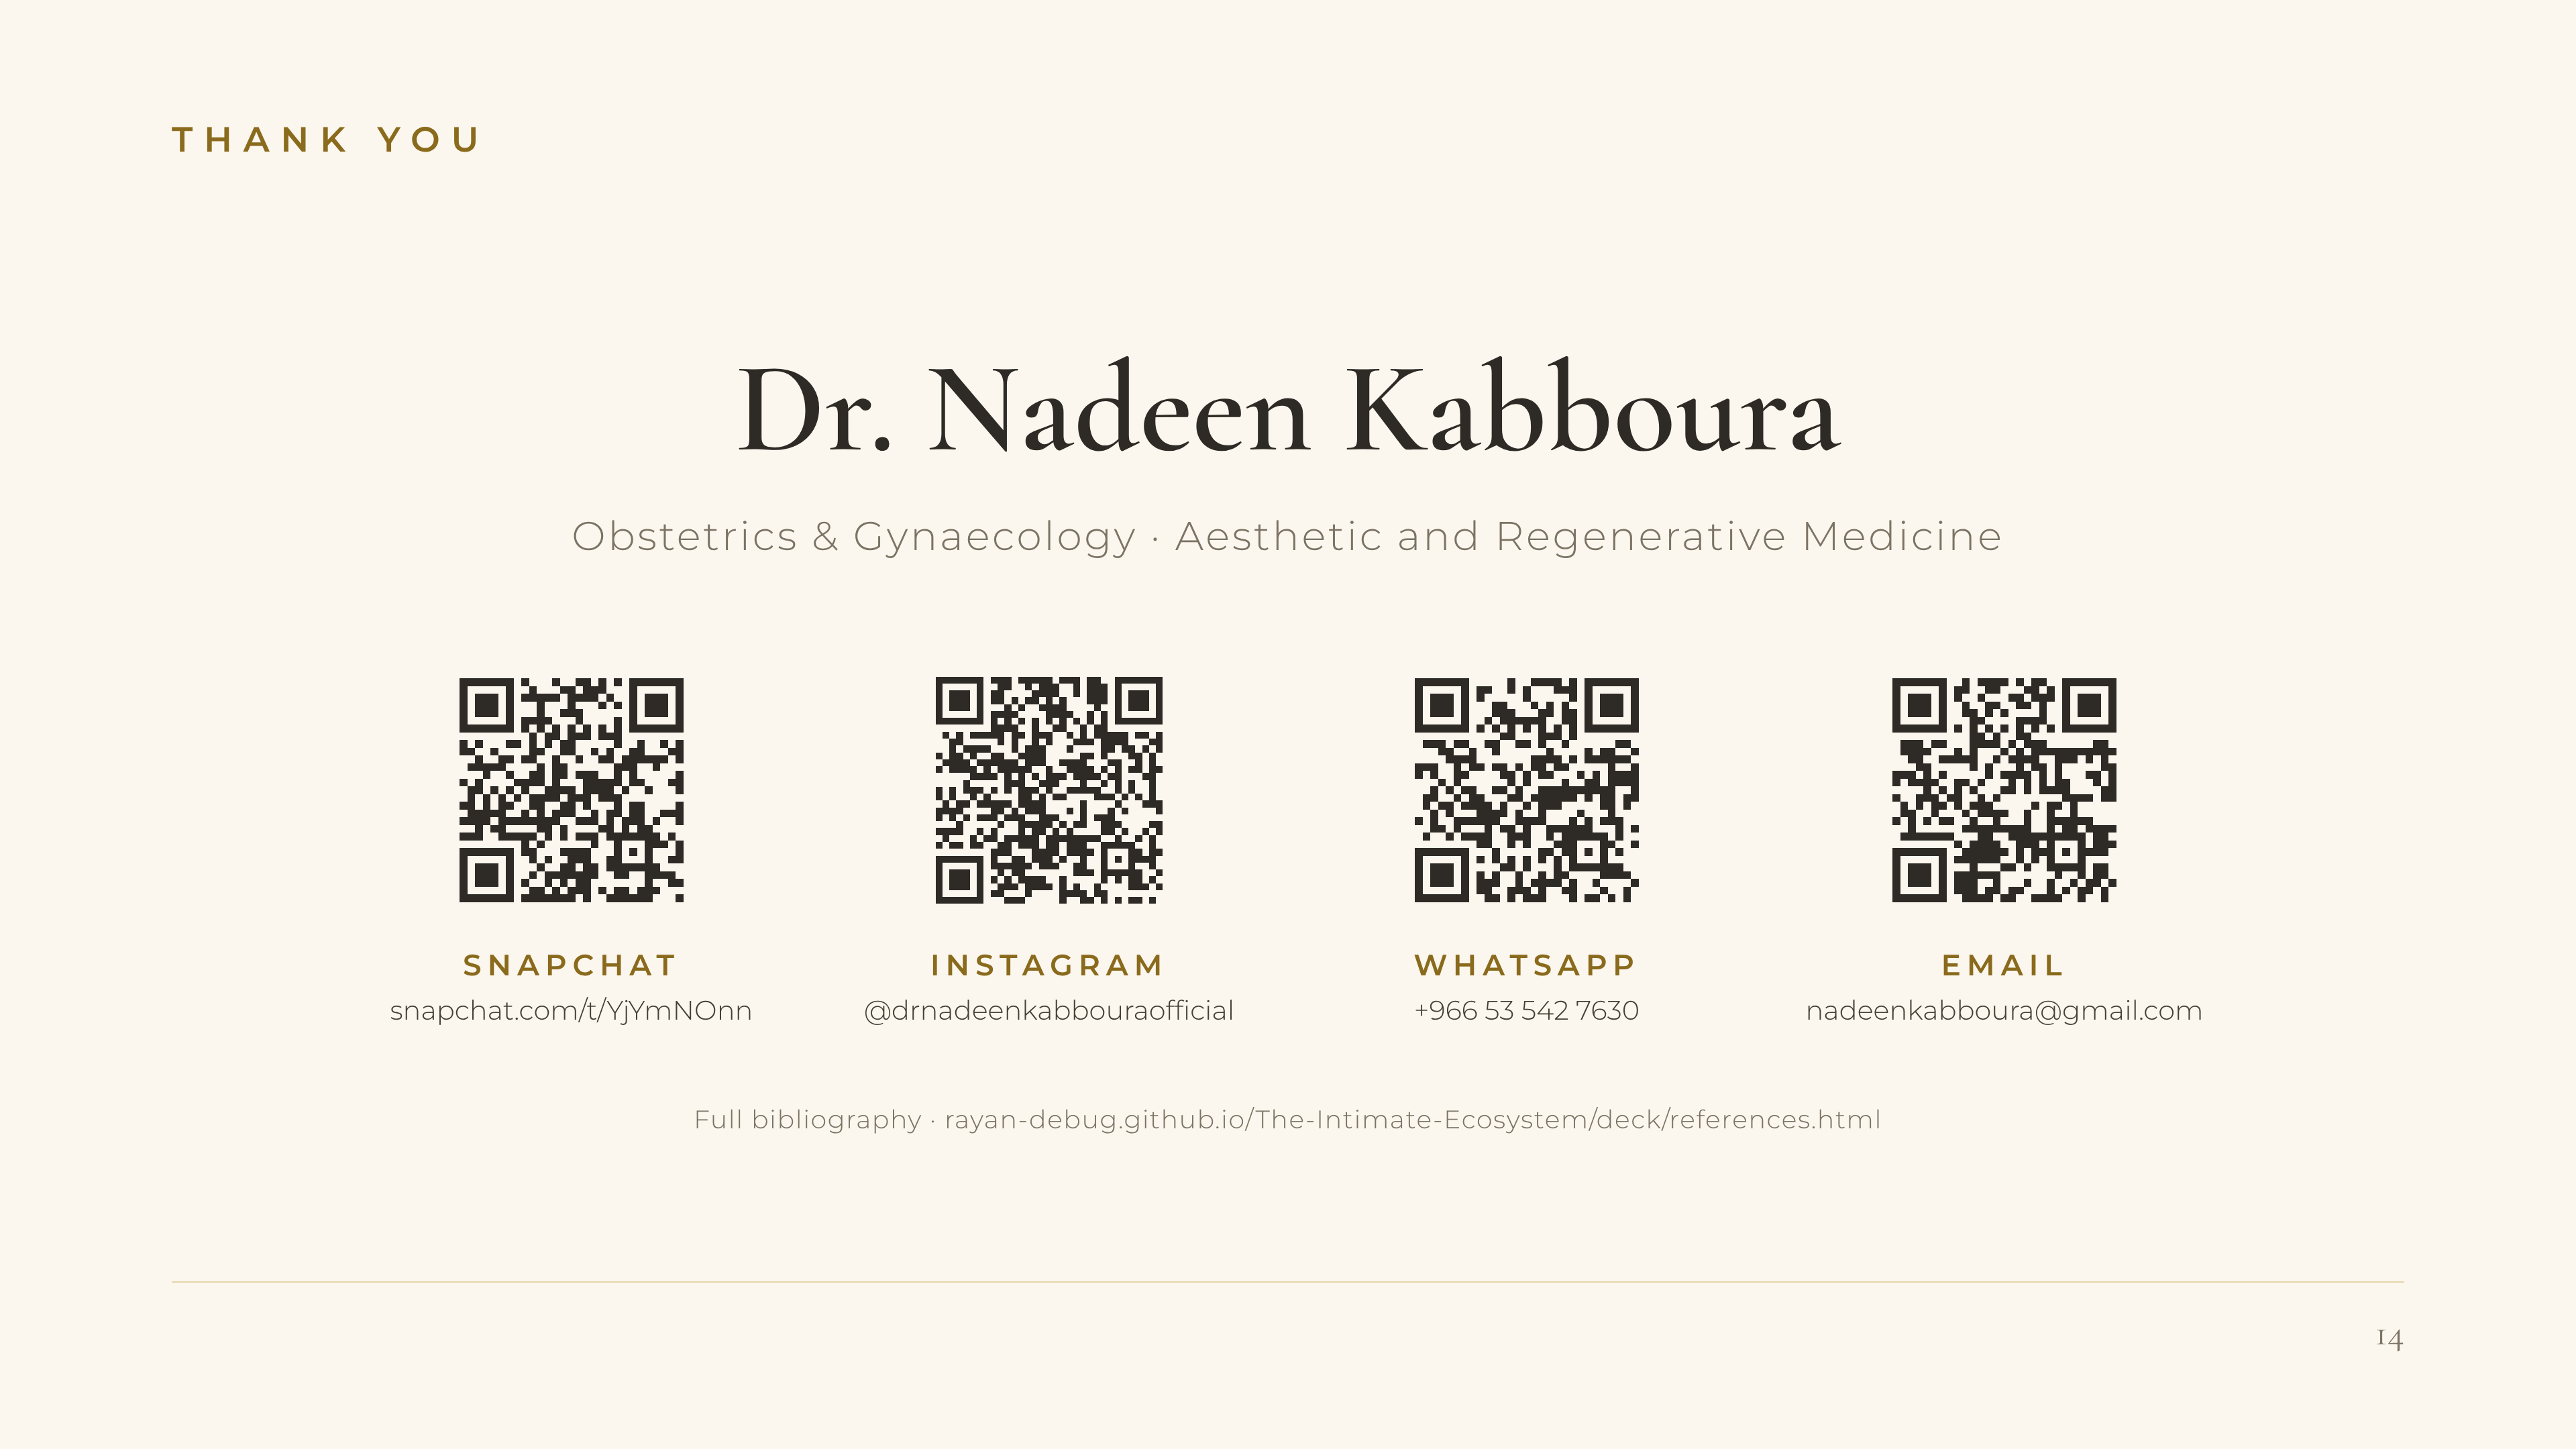 THANK YOU
Dr. Nadeen Kabboura
Obstetrics & Gynaecology · Aesthetic and Regenerative Medicine
SNAPCHAT
snapchat.com/t/YjYmNOnn
INSTAGRAM
@drnadeenkabbouraofficial
WHATSAPP
+966 53 542 7630
EMAIL
nadeenkabboura@gmail.com
Full bibliography · rayan-debug.github.io/The-Intimate-Ecosystem/deck/references.html
14